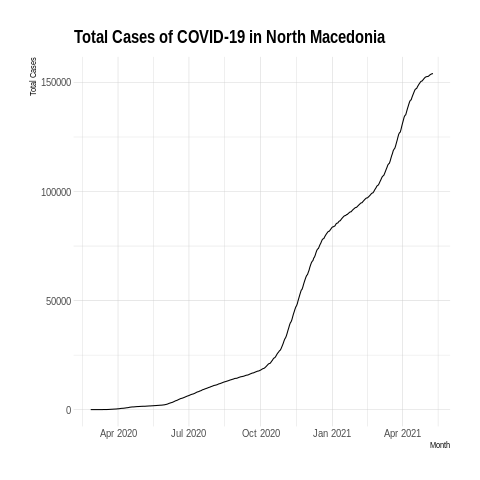 Total Cases of COVID-19 in North Macedonia
Total Cases
150000
100000
50000
0
Apr 2020 Jul 2020 Oct 2020 Jan 2021 Apr 2021
Month